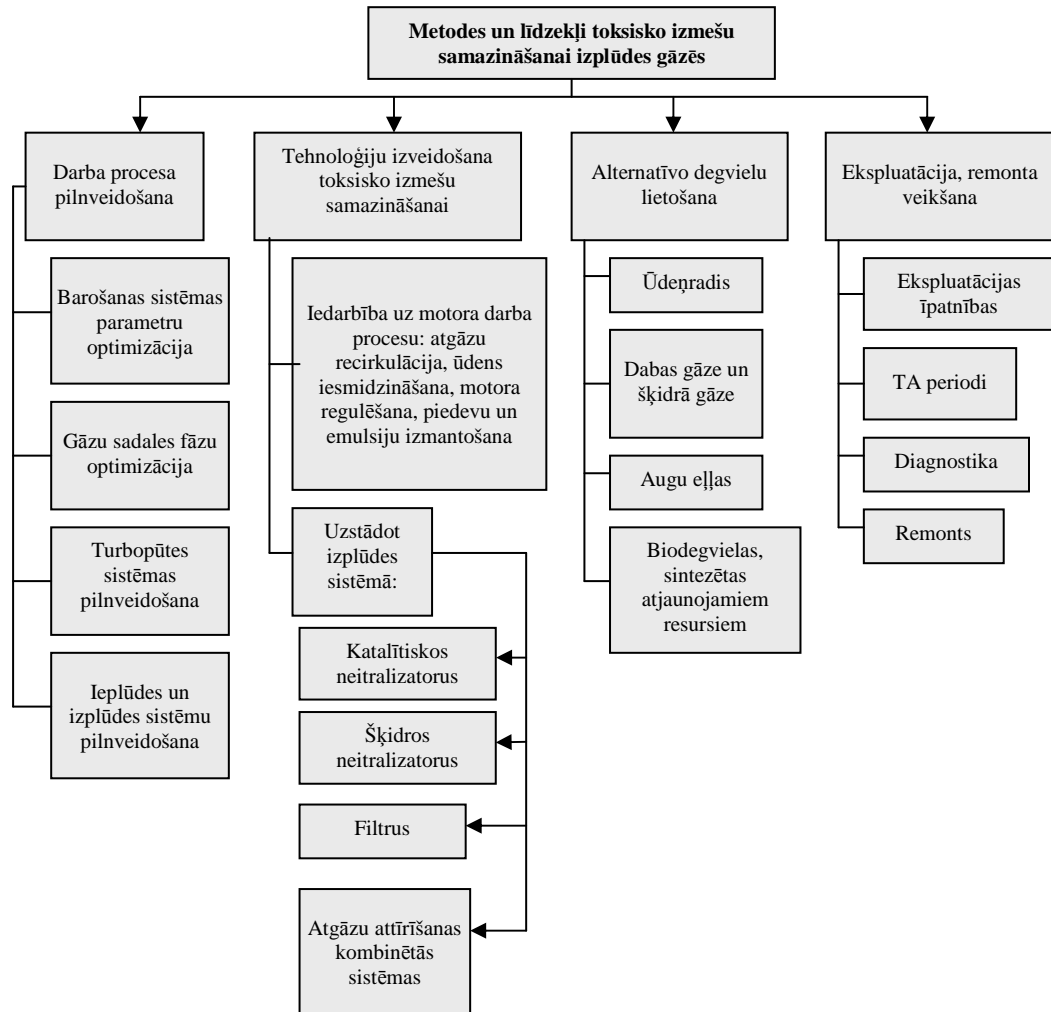 Metodes un līdzekļi toksisko izmešu
samazināšanai izplūdes gāzēs
Darba procesa
pilnveidošana
Barošanas sistēmas
parametru
optimizācija
Gāzu sadales fāzu
optimizācija
Turbopūtes
sistēmas
pilnveidošana
Ieplūdes un
izplūdes sistēmu
pilnveidošana
Tehnoloģiju izveidošana
toksisko izmešu
samazināšanai
Iedarbība uz motora darba
procesu: atgāzu
recirkulācija, ūdens
iesmidzināšana, motora
regulēšana, piedevu un
emulsiju izmantošana
Uzstādot
izplūdes
sistēmā:
Katalītiskos
neitralizatorus
Šķidros
neitralizatorus
Filtrus
Atgāzu attīrīšanas
kombinētās
sistēmas
Alternatīvo degvielu
lietošana
Ūdeņradis
Dabas gāze un
šķidrā gāze
Augu eļļas
Biodegvielas,
sintezētas
atjaunojamiem
resursiem
Ekspluatācija, remonta
veikšana
Ekspluatācijas
īpatnības
TA periodi
Diagnostika
Remonts